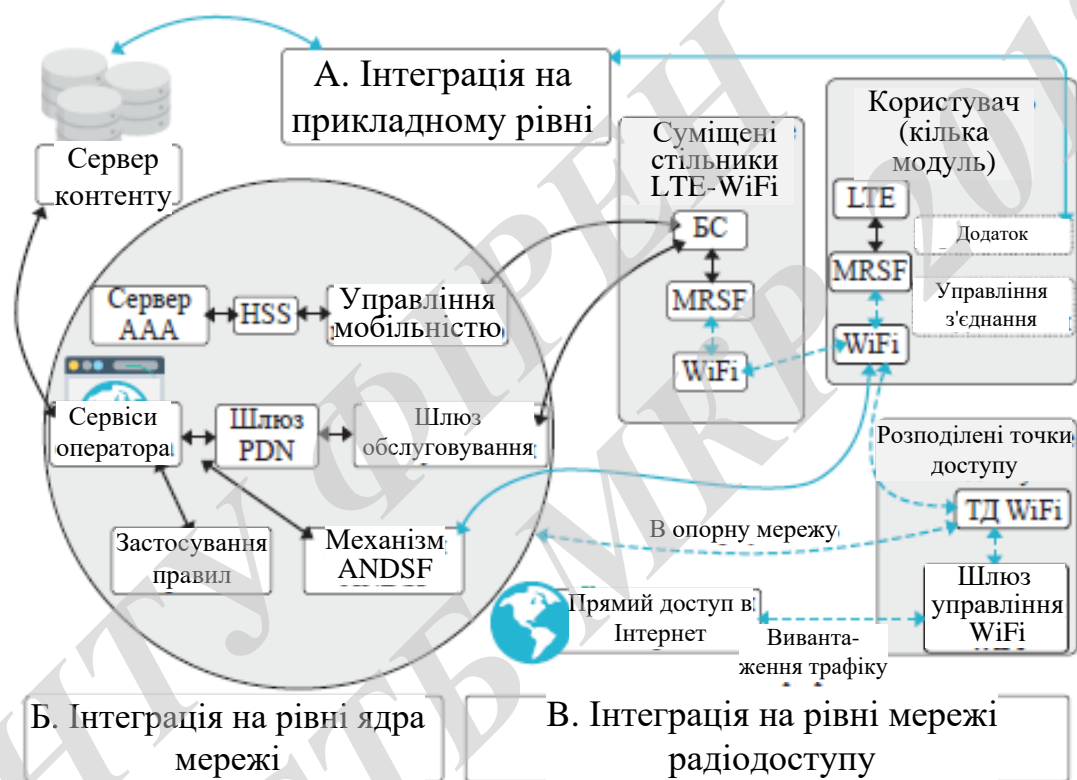 А. Інтеграція на
прикладному рівні
Сервер
контенту
Суміщені
стільники
LTE-WiFi
БС
MRSF
WiFi
Користувач
(кілька
модуль)
LTE
MRSF
WiFi
Додаток
Управління
з'єднання
Сервер
AAA
HSS
Управління
мобільністю
Сервіси
оператора
Шлюз
PDN
Шлюз
обслуговування
Застосування
правил
Механізм
ANDSF
Розподілені точки
доступу
ТД WiFi
Шлюз
управління
WiFi
В опорну мережу
Прямий доступ в
Інтернет
Виванта-
ження трафіку
Б. Інтеграція на рівні ядра
мережі
В. Інтеграція на рівні мережі
радіодоступу